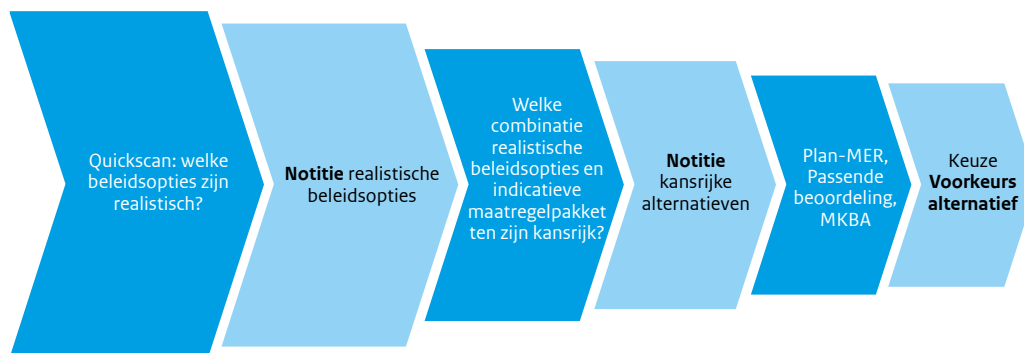 Quickscan: welke
beleidsopties zijn
realistisch?
Notitie realistische
beleidsopties
Welke
combinatie
realistische
beleidsopties en
indicatieve
maatregelpakket
ten zijn kansrijk?
Notitie
kansrijke
alternatieven
Plan-MER,
Passende
beoordeling,
MKBA
Keuze
Voorkeurs
alternatief